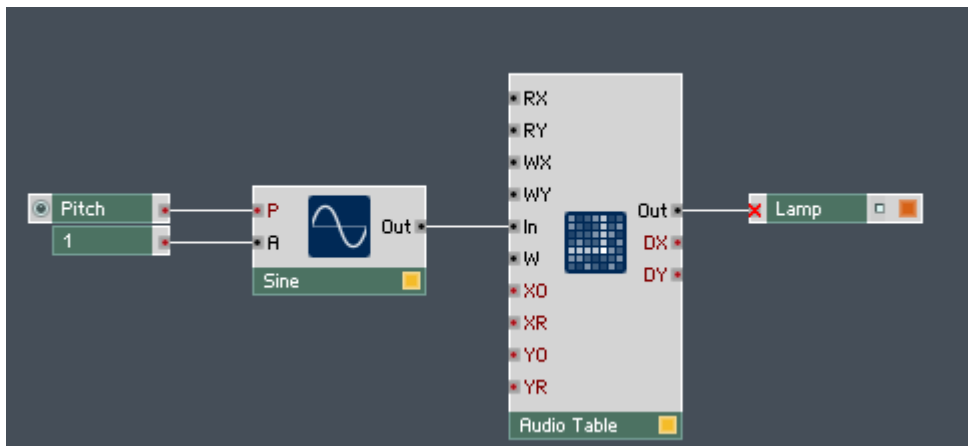 Pitch
1
P
A
Out
Sine
RX
RY
WX
WY
In
W
XO
XR
YO
YR
Out
DX
DY
Audio Table
Lamp